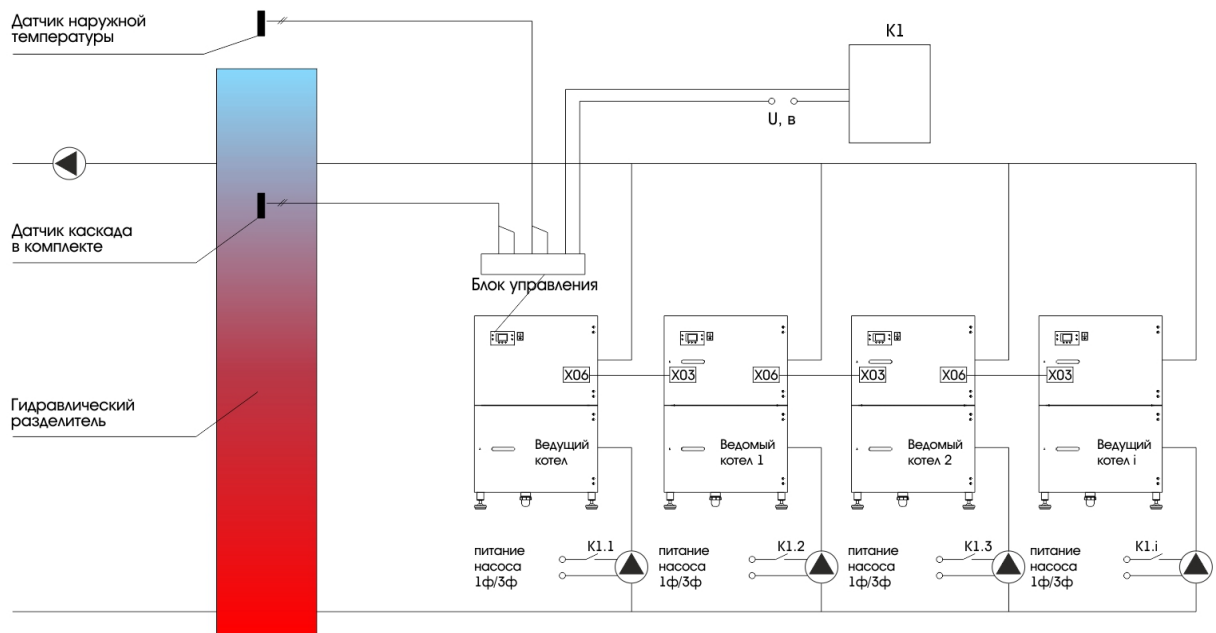 Датчик наружной
температуры
K1
U, в
Датчик каскада
в комплекте
Блок управления
X06
X03
X06
X03
X06
X03
Гидравлический
разделитель
Ведущий
котел
Ведомый
котел 1
Ведомый
котел 2
Ведущий
котел i
питание
насоса
1ф/3ф
K1.1
питание
насоса
1ф/3ф
K1.2
питание
насоса
1ф/3ф
K1.3
питание
насоса
1ф/3ф
K1.i